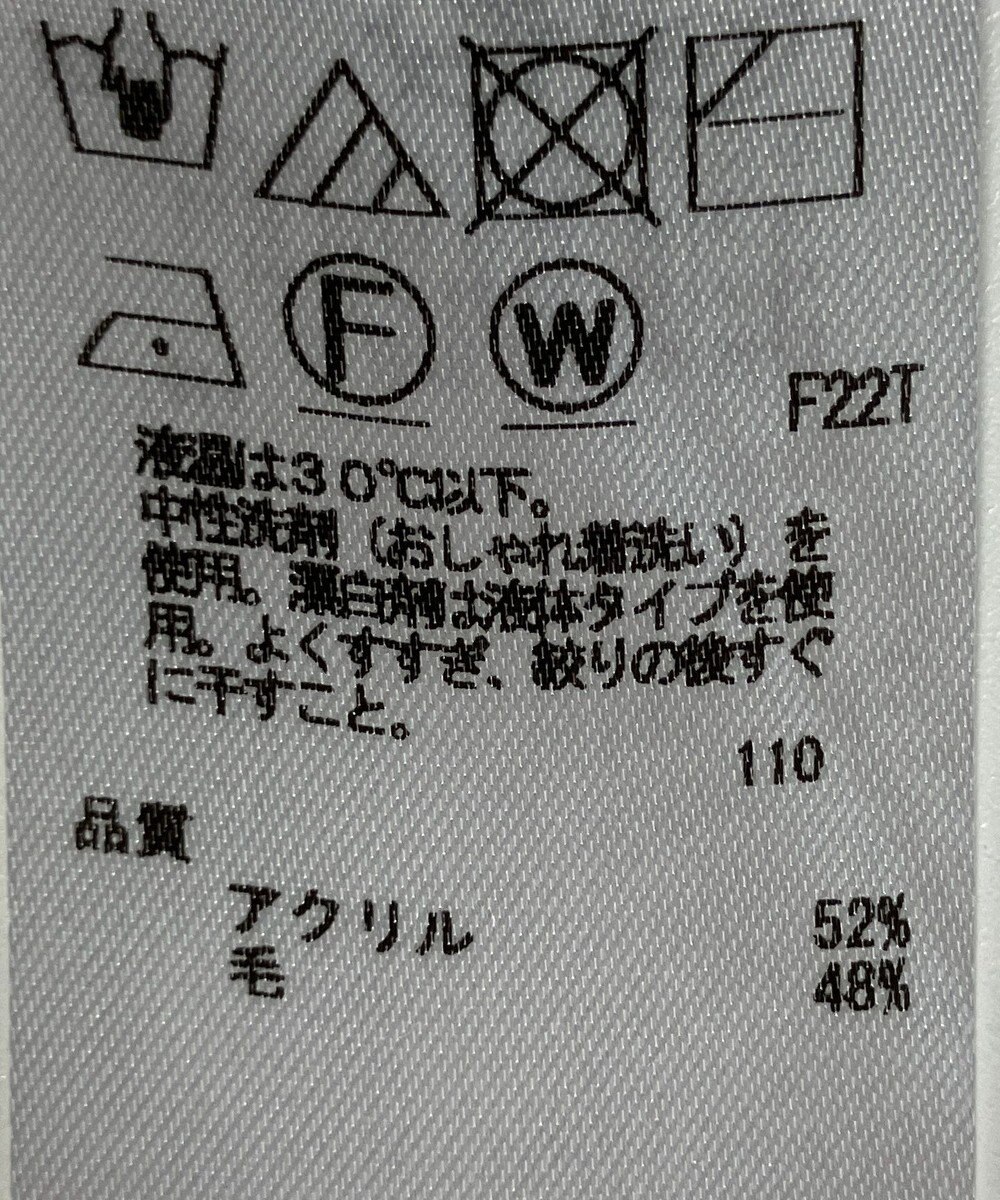 F
W
F22T
液温は30℃以下。
中性洗剤（おしゃれ着洗い）を
使用。漂白剤は液体タイプを使
用。よくすすぎ、絞りの後すぐ
に干すこと。
110
品質
アクリル 52%
毛 48%